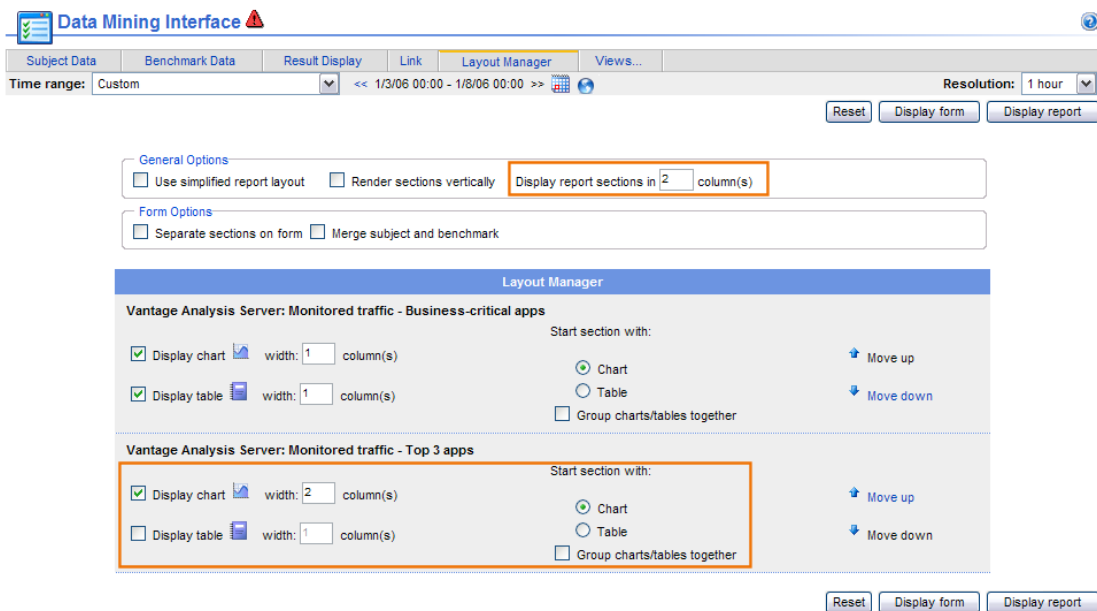 Data Mining Interface
Subject Data Benchmark Data Result Display Link Layout Manager Views...
Time range: Custom << 1/3/06 00:00 - 1/8/06 00:00 >> Resolution: 1 hour
Reset Display form Display report
General Options
Use simplified report layout Render sections vertically Display report sections in 2 column(s)
Form Options
Separate sections on form Merge subject and benchmark
Layout Manager
Vantage Analysis Server: Monitored traffic - Business-critical apps
Start section with:
Display chart width: 1 column(s) Chart Move up
Display table width: 1 column(s) Table Move down
Group charts/tables together
Vantage Analysis Server: Monitored traffic - Top 3 apps
Start section with:
Display chart width: 2 column(s) Chart Move up
Display table width: 1 column(s) Table Move down
Group charts/tables together
Reset Display form Display report